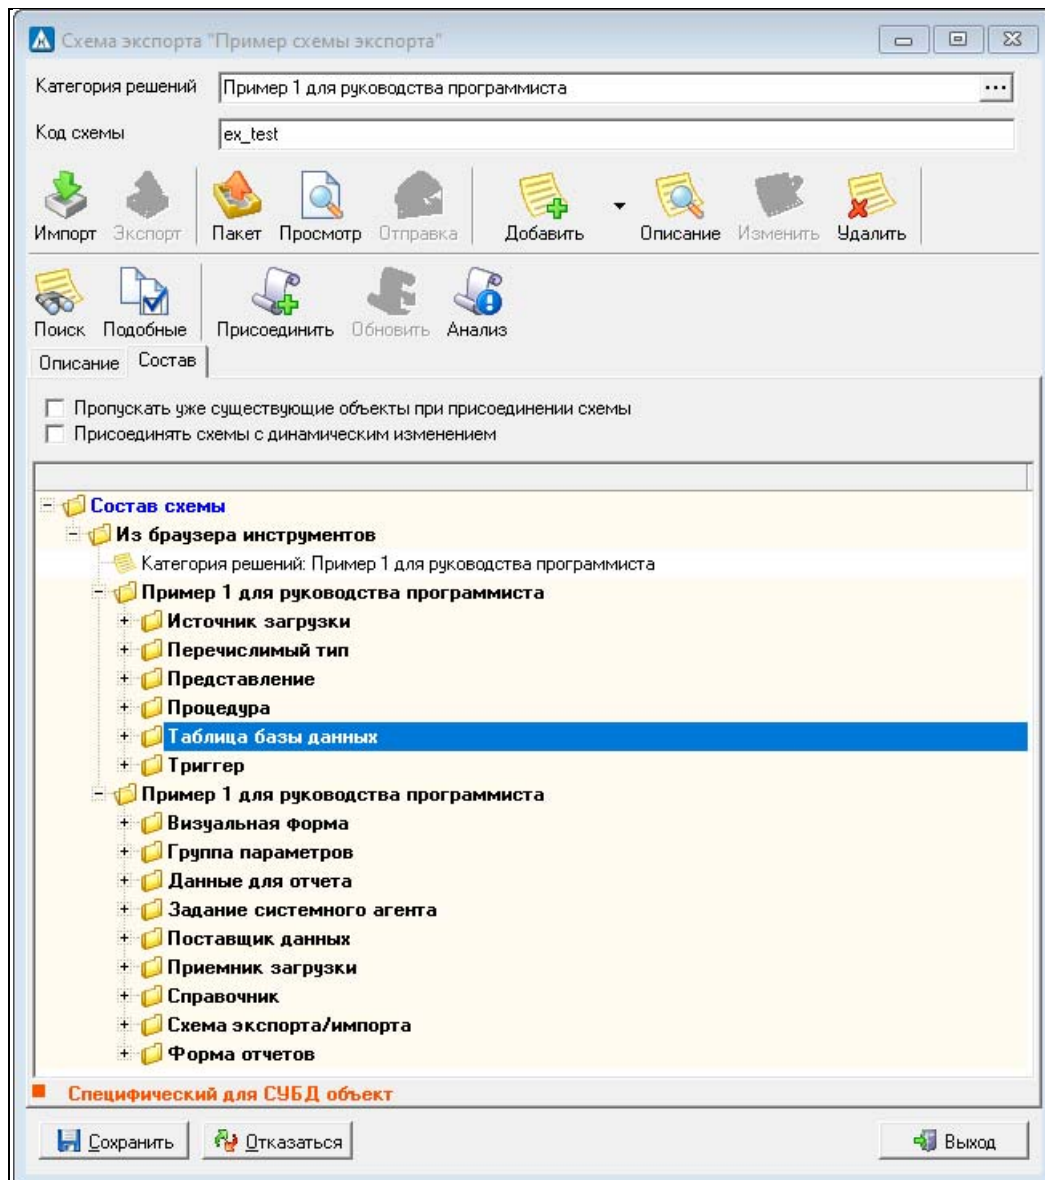 Схема экспорта "Пример схемы экспорта"
Категория решений Пример 1 для руководства программиста ...
Код схемы ex_test
Импорт Экспорт Пакет Просмотр Отправка Добавить Описание Изменить Удалить
Поиск Подобные Присоединить Обновить Анализ
Описание Состав
Пропускать уже существующие объекты при присоединении схемы
Присоединять схемы с динамическим изменением
Состав схемы
Из браузера инструментов
Категория решений: Пример 1 для руководства программиста
Пример 1 для руководства программиста
Источник загрузки
Перечислимый тип
Представление
Процедура
Таблица базы данных
Триггер
Пример 1 для руководства программиста
Визуальная форма
Группа параметров
Данные для отчета
Задание системного агента
Поставщик данных
Приемник загрузки
Справочник
Схема экспорта/импорта
Форма отчетов
Специфический для СУБД объект
Сохранить Отказаться Выход